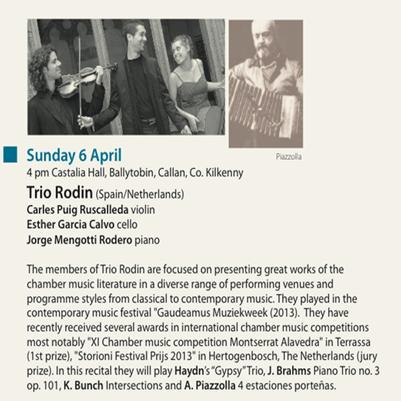 Piazzolla
Sunday 6 April
4 pm Castalia Hall, Ballytobin, Callan, Co. Kilkenny
Trio Rodin (Spain/Netherlands)
Carles Puig Ruscalleda violin
Esther Garcia Calvo cello
Jorge Mengotti Rodero piano
The members of Trio Rodin are focused on presenting great works of the
chamber music literature in a diverse range of performing venues and
programme styles from classical to contemporary music. They played in the
contemporary music festival "Gaudeamus Muziekweek (2013). They have
recently received several awards in international chamber music competitions
most notably "XI Chamber music competition Montserrat Alavedra" in Terrassa
(1st prize), "Storioni Festival Prijs 2013" in Hertogenbosch, The Netherlands (jury
prize). In this recital they will play Haydn's "Gypsy" Trio, J. Brahms Piano Trio no. 3
op. 101, K. Bunch Intersections and A. Piazzolla 4 estaciones porteñas.